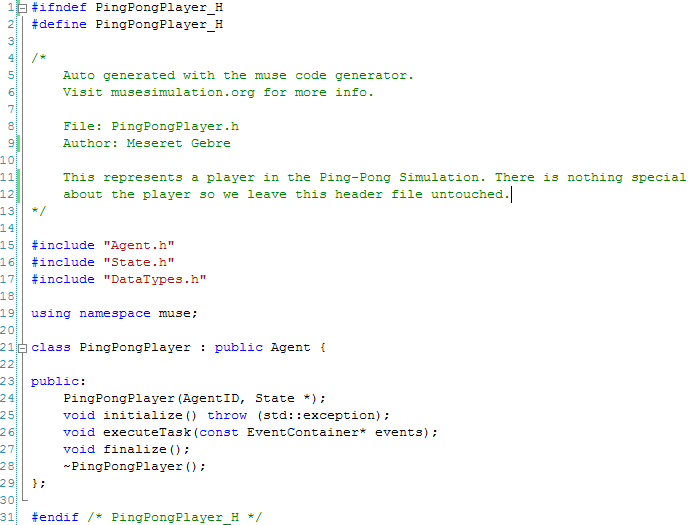 1 #ifndef PingPongPlayer_H
2 #define PingPongPlayer_H
3
4 /*
5     Auto generated with the muse code generator.
6     Visit musesimulation.org for more info.
7
8     File: PingPongPlayer.h
9     Author: Meseret Gebre
10
11     This represents a player in the Ping-Pong Simulation. There is nothing special
12     about the player so we leave this header file untouched.
13 */
14
15 #include "Agent.h"
16 #include "State.h"
17 #include "DataTypes.h"
18
19 using namespace muse;
20
21 class PingPongPlayer : public Agent {
22
23 public:
24     PingPongPlayer(AgentID, State *);
25     void initialize() throw (std::exception);
26     void executeTask(const EventContainer* events);
27     void finalize();
28     ~PingPongPlayer();
29 };
30
31 #endif /* PingPongPlayer_H */